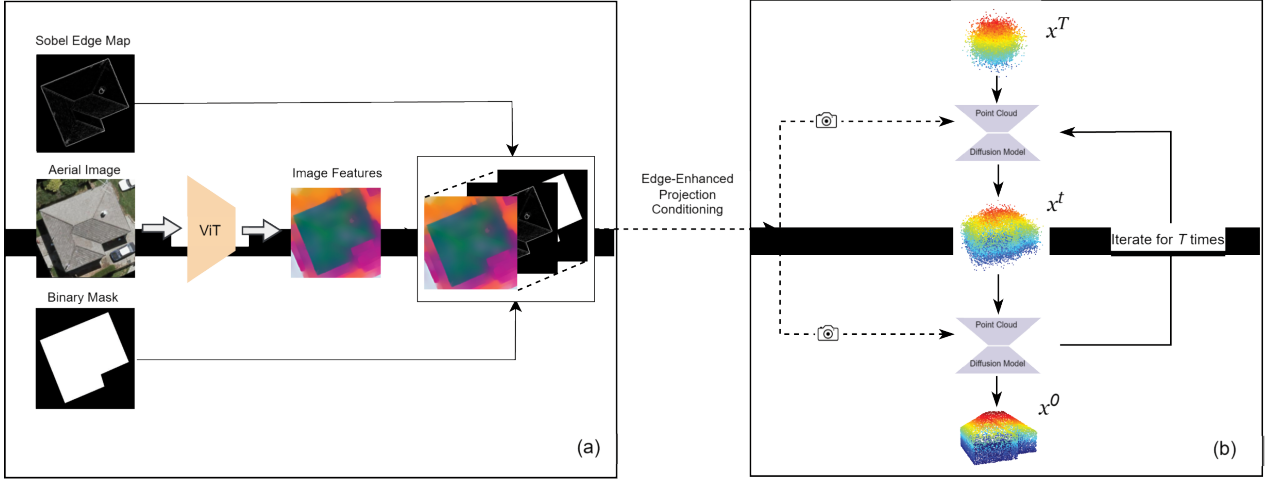 Sobel Edge Map
Aerial Image
ViT
Image Features
Binary Mask
(a)
Edge-Enhanced
Projection
Conditioning
x^T
Point Cloud
Diffusion Model
x^t
Iterate for T times
Point Cloud
Diffusion Model
x^0
(b)